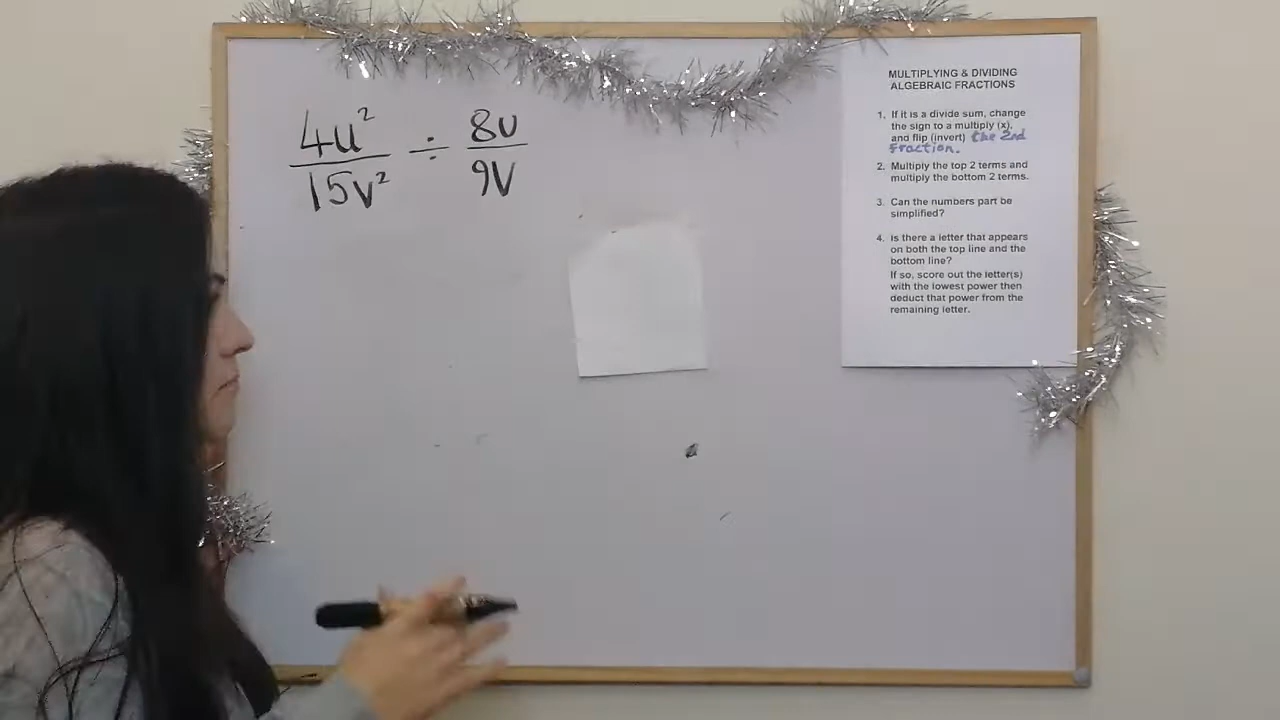 4u² / 15v² ÷ 8u / 9v
MULTIPLYING & DIVIDING
ALGEBRAIC FRACTIONS
1. If it is a divide sum, change
the sign to a multiply (x),
and flip (invert) the 2nd
fraction.
2. Multiply the top 2 terms and
multiply the bottom 2 terms.
3. Can the numbers part be
simplified?
4. Is there a letter that appears
on both the top line and the
bottom line?
If so, score out the letter(s)
with the lowest power then
deduct that power from the
remaining letter.